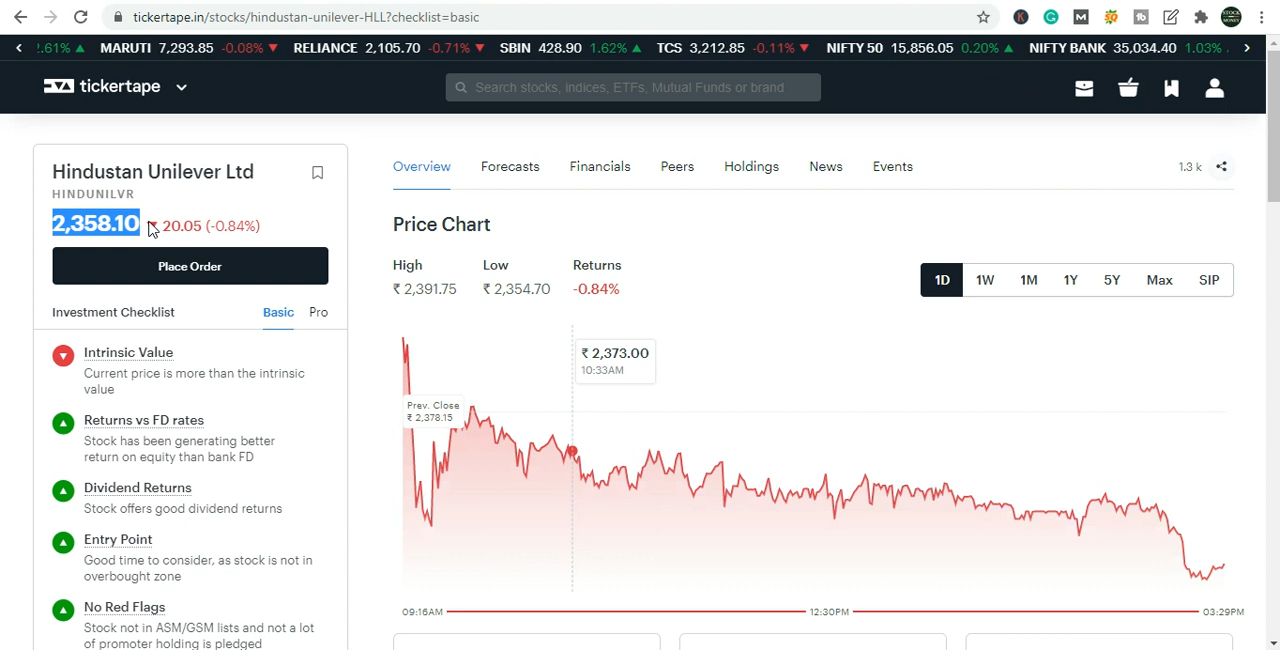 tickertape.in/stocks/hindustan-unilever-HLL?checklist=basic
2.61% ▲ MARUTI 7,293.85 -0.08% ▼ RELIANCE 2,105.70 -0.71% ▼ SBIN 428.90 1.62% ▲ TCS 3,212.85 -0.11% ▼ NIFTY 50 15,856.05 0.20% ▲ NIFTY BANK 35,034.40 1.03%
tickertape
Search stocks, indices, ETFs, Mutual Funds or brand
Hindustan Unilever Ltd
HINDUNILVR
2,358.10 ▼ 20.05 (-0.84%)
Place Order
Investment Checklist Basic Pro
Intrinsic Value
Current price is more than the intrinsic
value
Returns vs FD rates
Stock has been generating better
return on equity than bank FD
Dividend Returns
Stock offers good dividend returns
Entry Point
Good time to consider, as stock is not in
overbought zone
No Red Flags
Stock not in ASM/GSM lists and not a lot
of promoter holding is pledged
Overview Forecasts Financials Peers Holdings News Events 1.3 k
Price Chart
High Low Returns
₹ 2,391.75 ₹ 2,354.70 -0.84%
1D 1W 1M 1Y 5Y Max SIP
₹ 2,373.00
10:33AM
Prev. Close
₹ 2,378.15
09:16AM 12:30PM 03:29PM